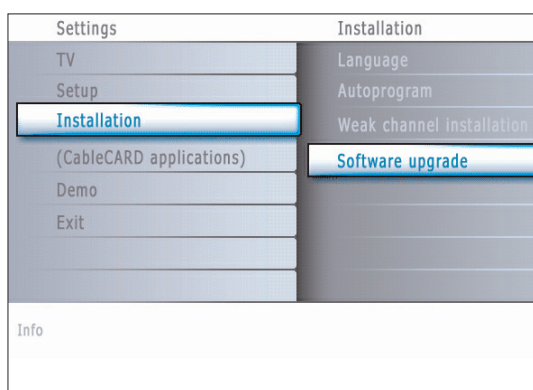 Settings
TV
Setup
Installation
(CableCARD applications)
Demo
Exit
Installation
Language
Autoprogram
Weak channel installation
Software upgrade
Info